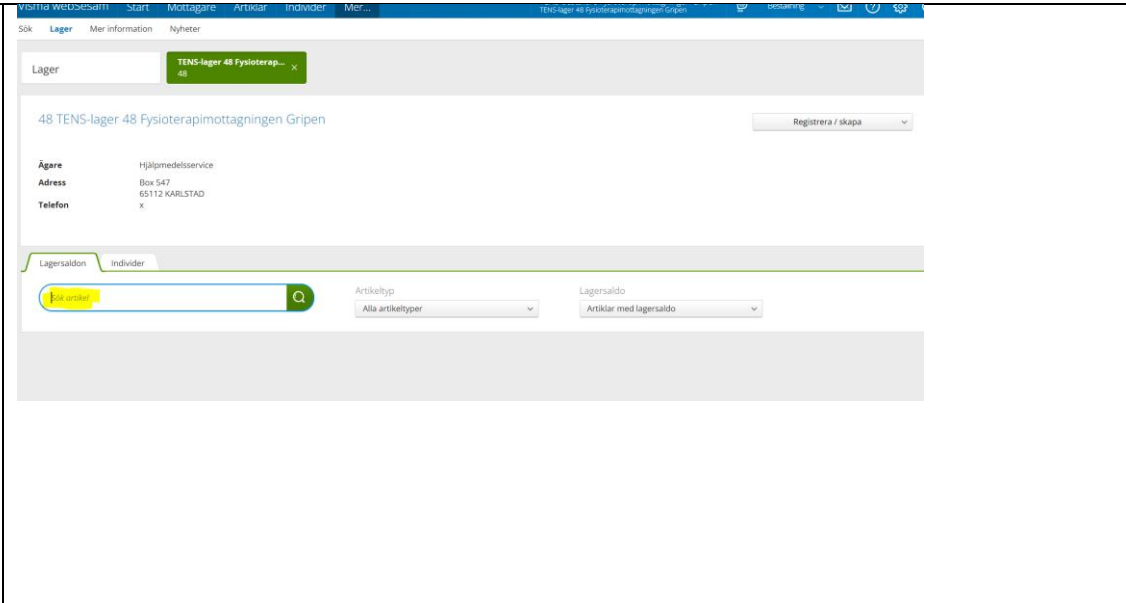 Visma webSesam Start Mottagare Artiklar Individer Mer...
TENS-lager 48 Fysioterapimottagningen Gripen
Beställning
Sök Lager Mer information Nyheter
Lager
TENS-lager 48 Fysioterap...
48
48 TENS-lager 48 Fysioterapimottagningen Gripen
Registrera / skapa
Ägare Hjälpmedelsservice
Adress Box 547
65112 KARLSTAD
Telefon x
Lagersaldon Individer
Sök artikel
Artikeltyp Lagersaldo
Alla artikeltyper Artiklar med lagersaldo